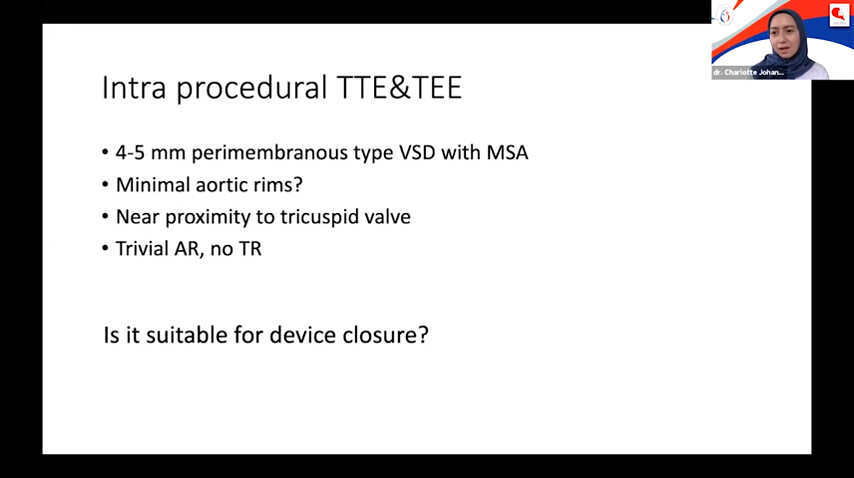 Intra procedural TTE&TEE
• 4-5 mm perimembranous type VSD with MSA
• Minimal aortic rims?
• Near proximity to tricuspid valve
• Trivial AR, no TR
Is it suitable for device closure?
dr. Charlotte Johan...